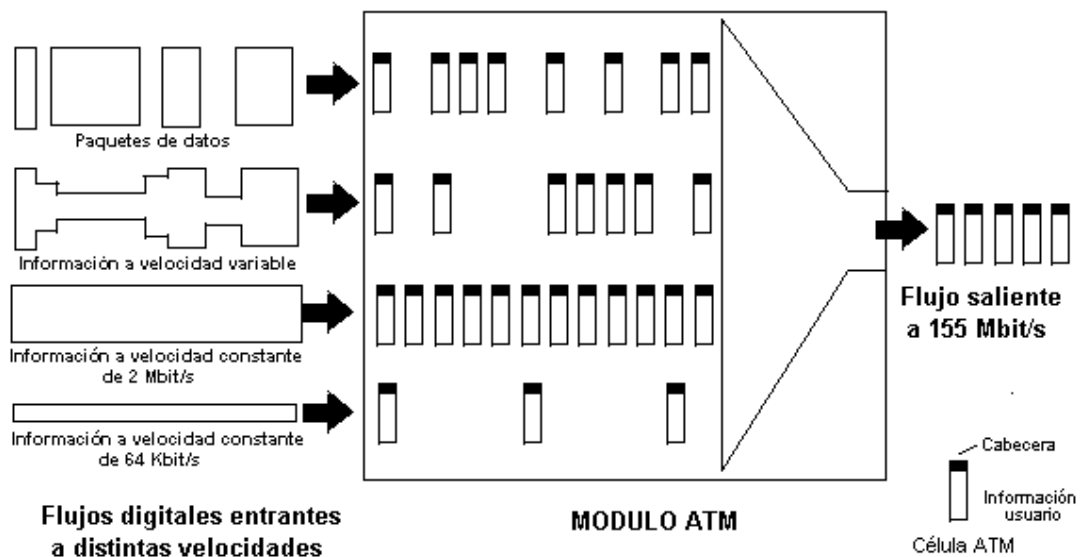 Paquetes de datos
Información a velocidad variable
Información a velocidad constante
de 2 Mbit/s
Información a velocidad constante
de 64 Kbit/s
Flujos digitales entrantes
a distintas velocidades
MODULO ATM
Flujo saliente
a 155 Mbit/s
Cabecera
Información
usuario
Célula ATM